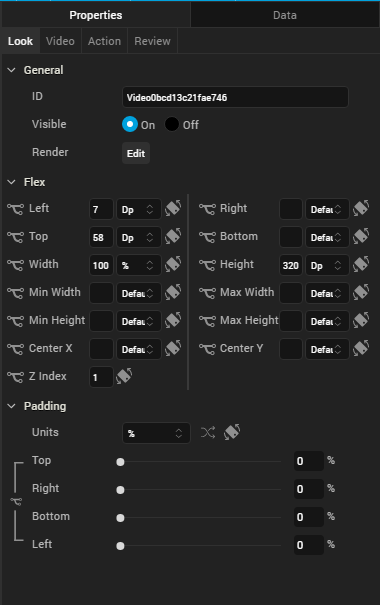 Properties Data
Look Video Action Review
General
ID Video0bcd13c21fae746
Visible On Off
Render Edit
Flex
Left 7 Dp Right Defau
Top 58 Dp Bottom Defau
Width 100 % Height 320 Dp
Min Width Defau Max Width Defau
Min Height Defau Max Height Defau
Center X Defau Center Y Defau
Z Index 1
Padding
Units %
Top 0 %
Right 0 %
Bottom 0 %
Left 0 %